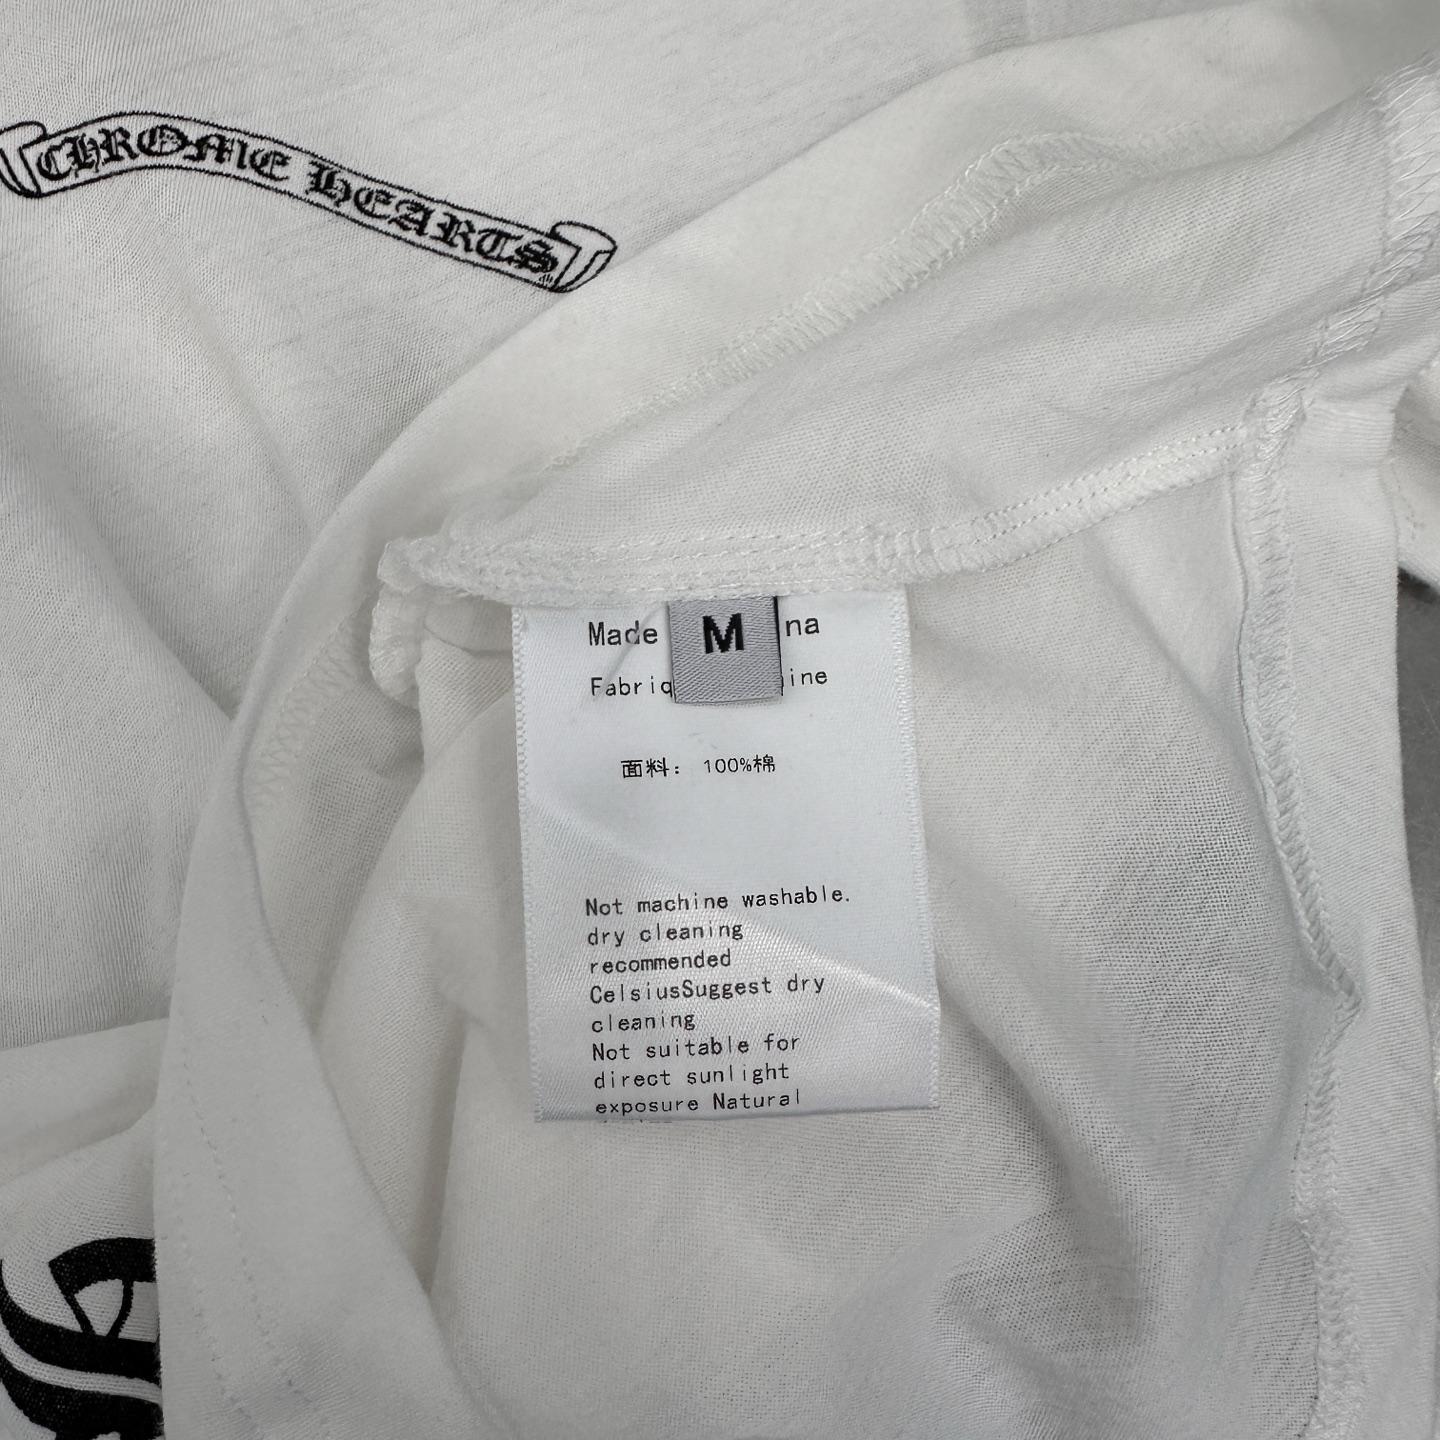 CHROME HEARTS
Made M na
Fabriq ine
面料： 100%棉
Not machine washable.
dry cleaning
recommended
CelsiusSuggest dry
cleaning
Not suitable for
direct sunlight
exposure Natural